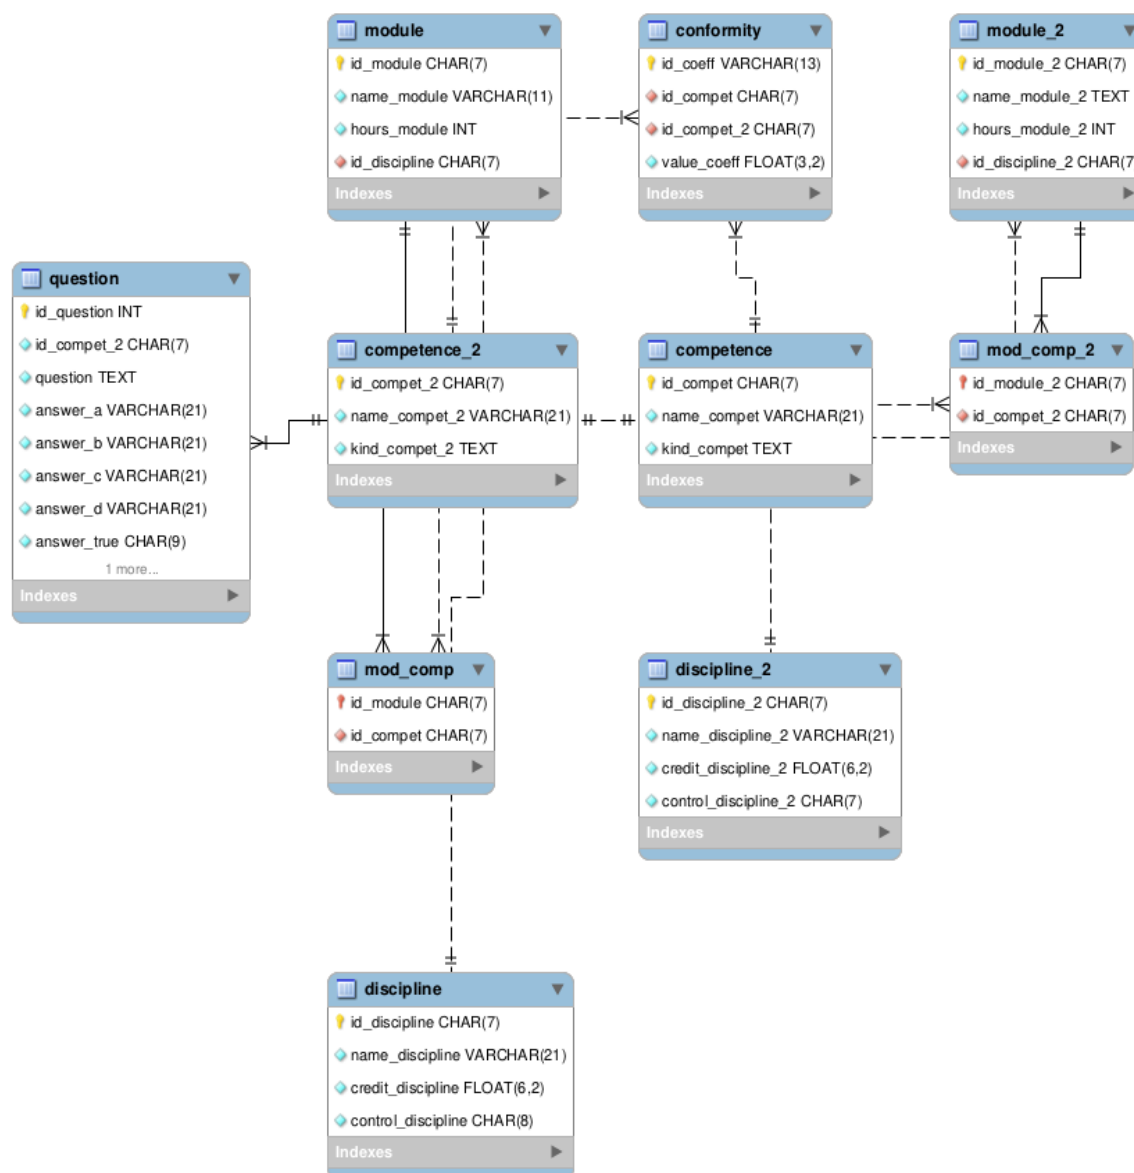 module
id_module CHAR(7)
name_module VARCHAR(11)
hours_module INT
id_discipline CHAR(7)
Indexes
conformity
id_coeff VARCHAR(13)
id_compet CHAR(7)
id_compet_2 CHAR(7)
value_coeff FLOAT(3,2)
Indexes
module_2
id_module_2 CHAR(7)
name_module_2 TEXT
hours_module_2 INT
id_discipline_2 CHAR(7
Indexes
question
id_question INT
id_compet_2 CHAR(7)
question TEXT
answer_a VARCHAR(21)
answer_b VARCHAR(21)
answer_c VARCHAR(21)
answer_d VARCHAR(21)
answer_true CHAR(9)
1 more...
Indexes
competence_2
id_compet_2 CHAR(7)
name_compet_2 VARCHAR(21)
kind_compet_2 TEXT
Indexes
competence
id_compet CHAR(7)
name_compet VARCHAR(21)
kind_compet TEXT
Indexes
mod_comp_2
id_module_2 CHAR(7)
id_compet_2 CHAR(7)
Indexes
mod_comp
id_module CHAR(7)
id_compet CHAR(7)
Indexes
discipline_2
id_discipline_2 CHAR(7)
name_discipline_2 VARCHAR(21)
credit_discipline_2 FLOAT(6,2)
control_discipline_2 CHAR(7)
Indexes
discipline
id_discipline CHAR(7)
name_discipline VARCHAR(21)
credit_discipline FLOAT(6,2)
control_discipline CHAR(8)
Indexes